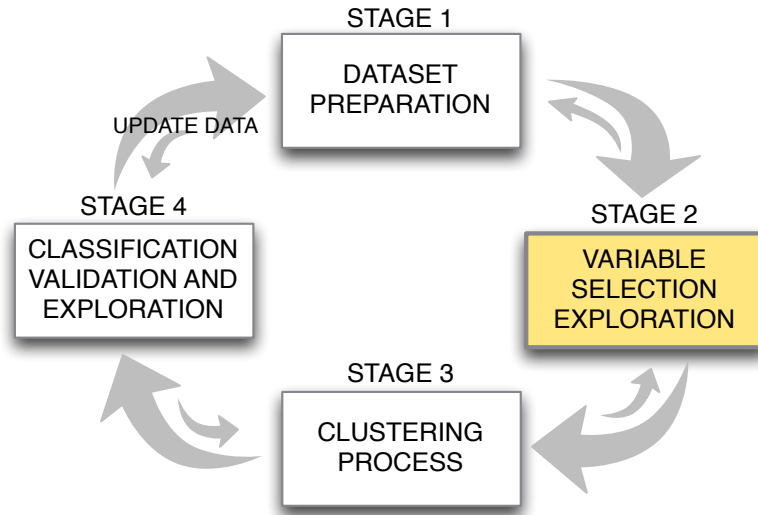 STAGE 1
DATASET
PREPARATION
UPDATE DATA
STAGE 2
VARIABLE
SELECTION
EXPLORATION
STAGE 3
CLUSTERING
PROCESS
STAGE 4
CLASSIFICATION
VALIDATION AND
EXPLORATION